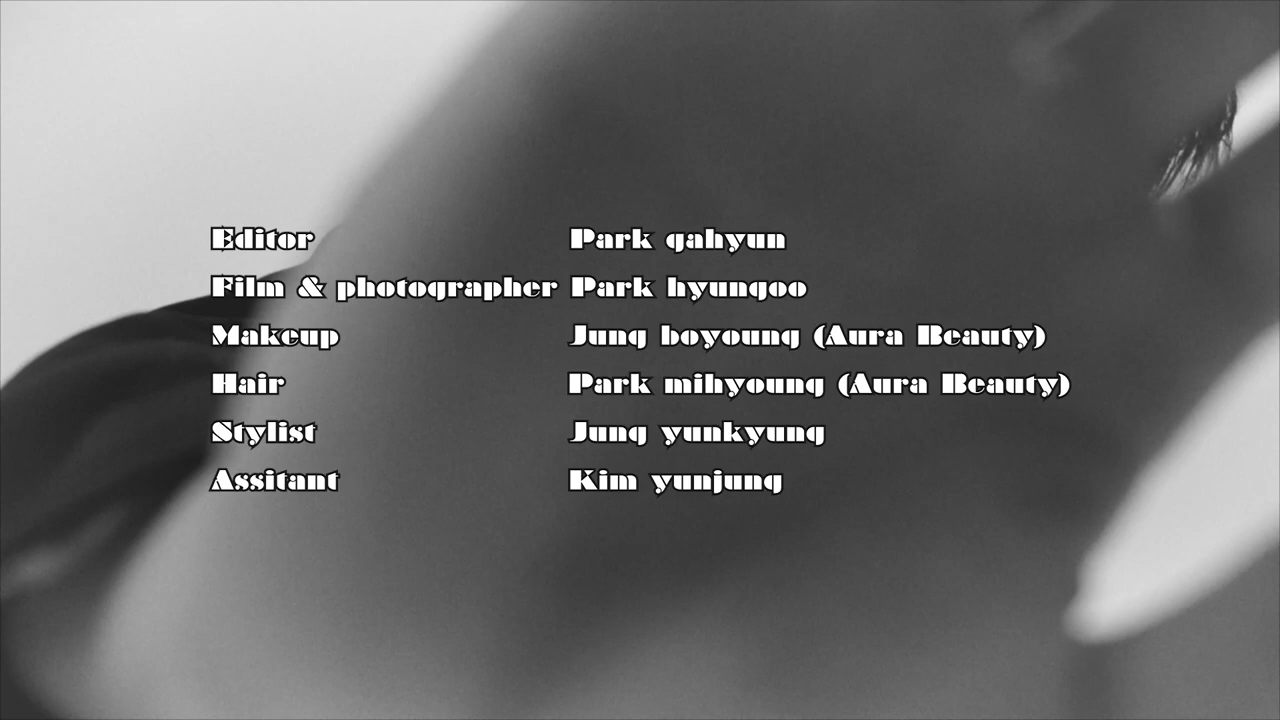 Editor Park gahyun
Film & photographer Park hyungoo
Makeup Jung boyoung (Aura Beauty)
Hair Park mihyoung (Aura Beauty)
Stylist Jung yunkyung
Assitant Kim yunjung